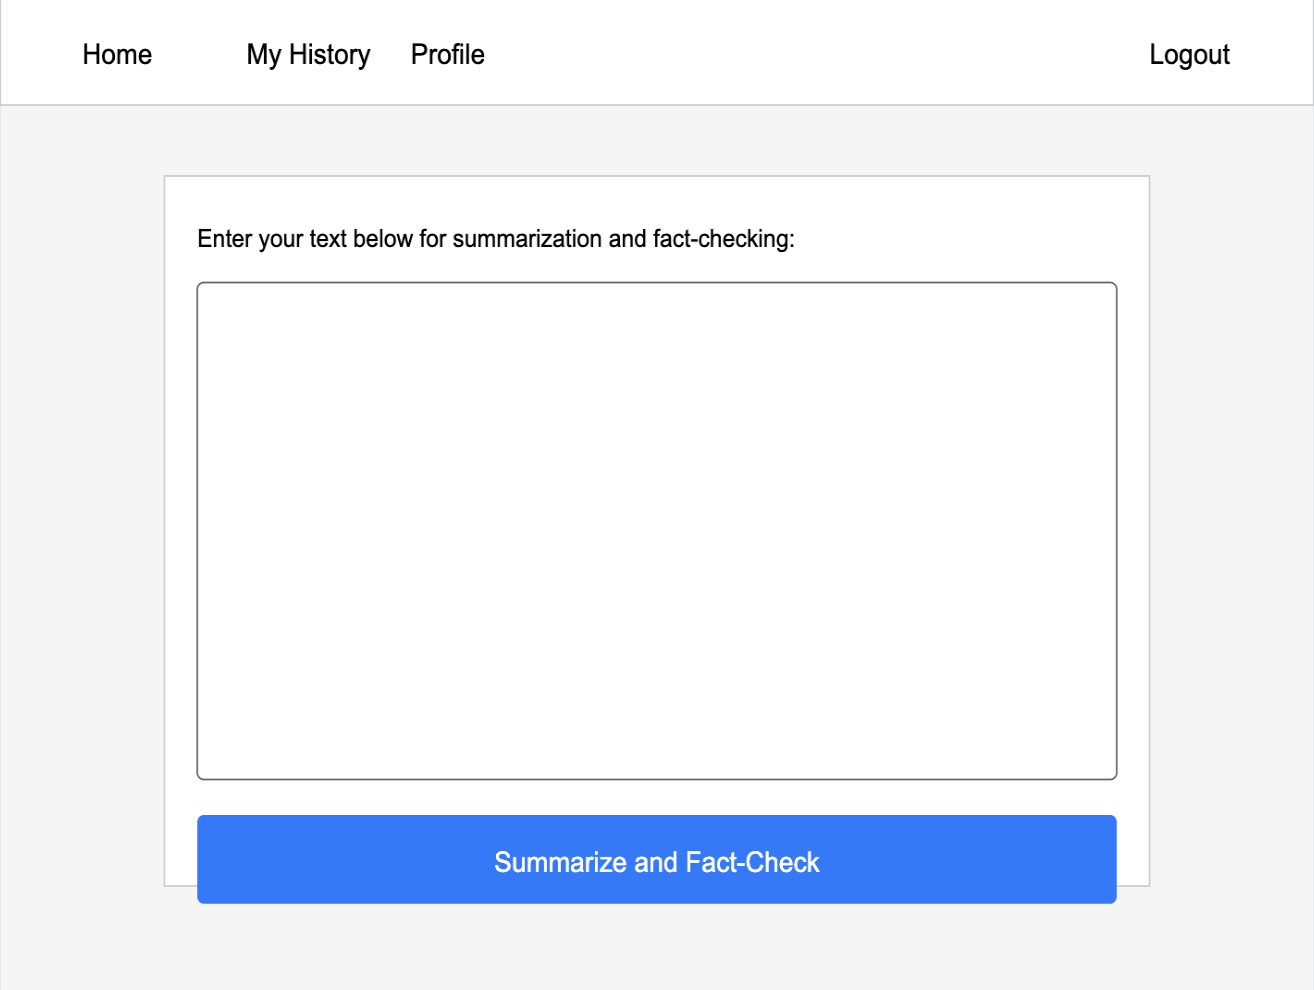 Home My History Profile Logout
Enter your text below for summarization and fact-checking:
Summarize and Fact-Check